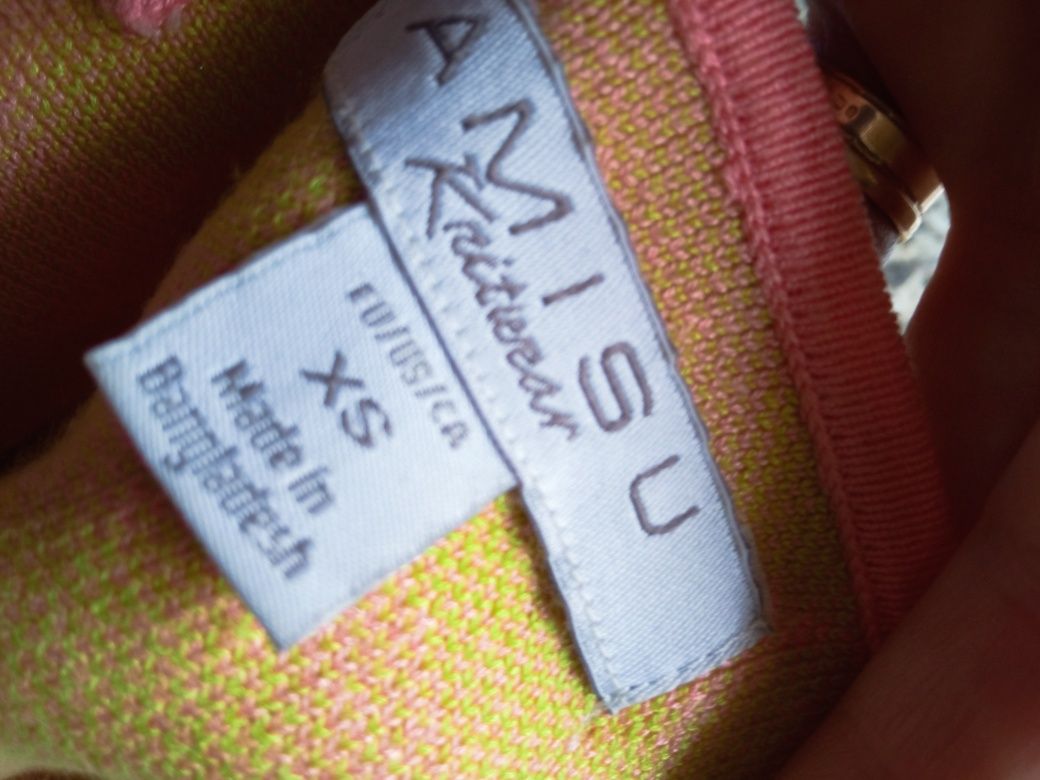 AMISU
Knitwear
EU/US/CA
XS
Made in
Bangladesh